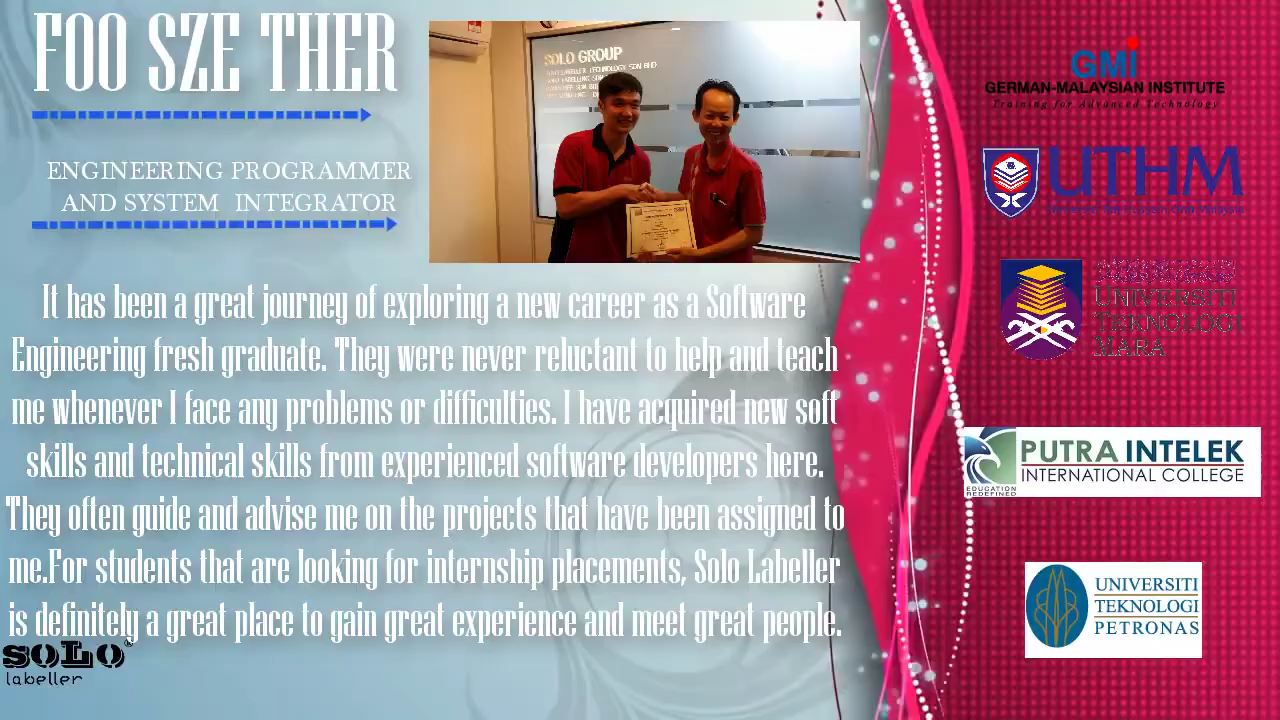 FOO SZE THER
ENGINEERING PROGRAMMER
AND SYSTEM INTEGRATOR
SOLO GROUP
It has been a great journey of exploring a new career as a Software
Engineering fresh graduate. They were never reluctant to help and teach
me whenever I face any problems or difficulties. I have acquired new soft
skills and technical skills from experienced software developers here.
They often guide and advise me on the projects that have been assigned to
me.For students that are looking for internship placements, Solo Labeller
is definitely a great place to gain great experience and meet great people.
SOLO®
labeller
GMi
GERMAN-MALAYSIAN INSTITUTE
Training for Advanced Technology
UTHM
UNIVERSITI
TEKNOLOGI
MARA
PUTRA INTELEK
INTERNATIONAL COLLEGE
EDUCATION
REDEFINED
UNIVERSITI
TEKNOLOGI
PETRONAS